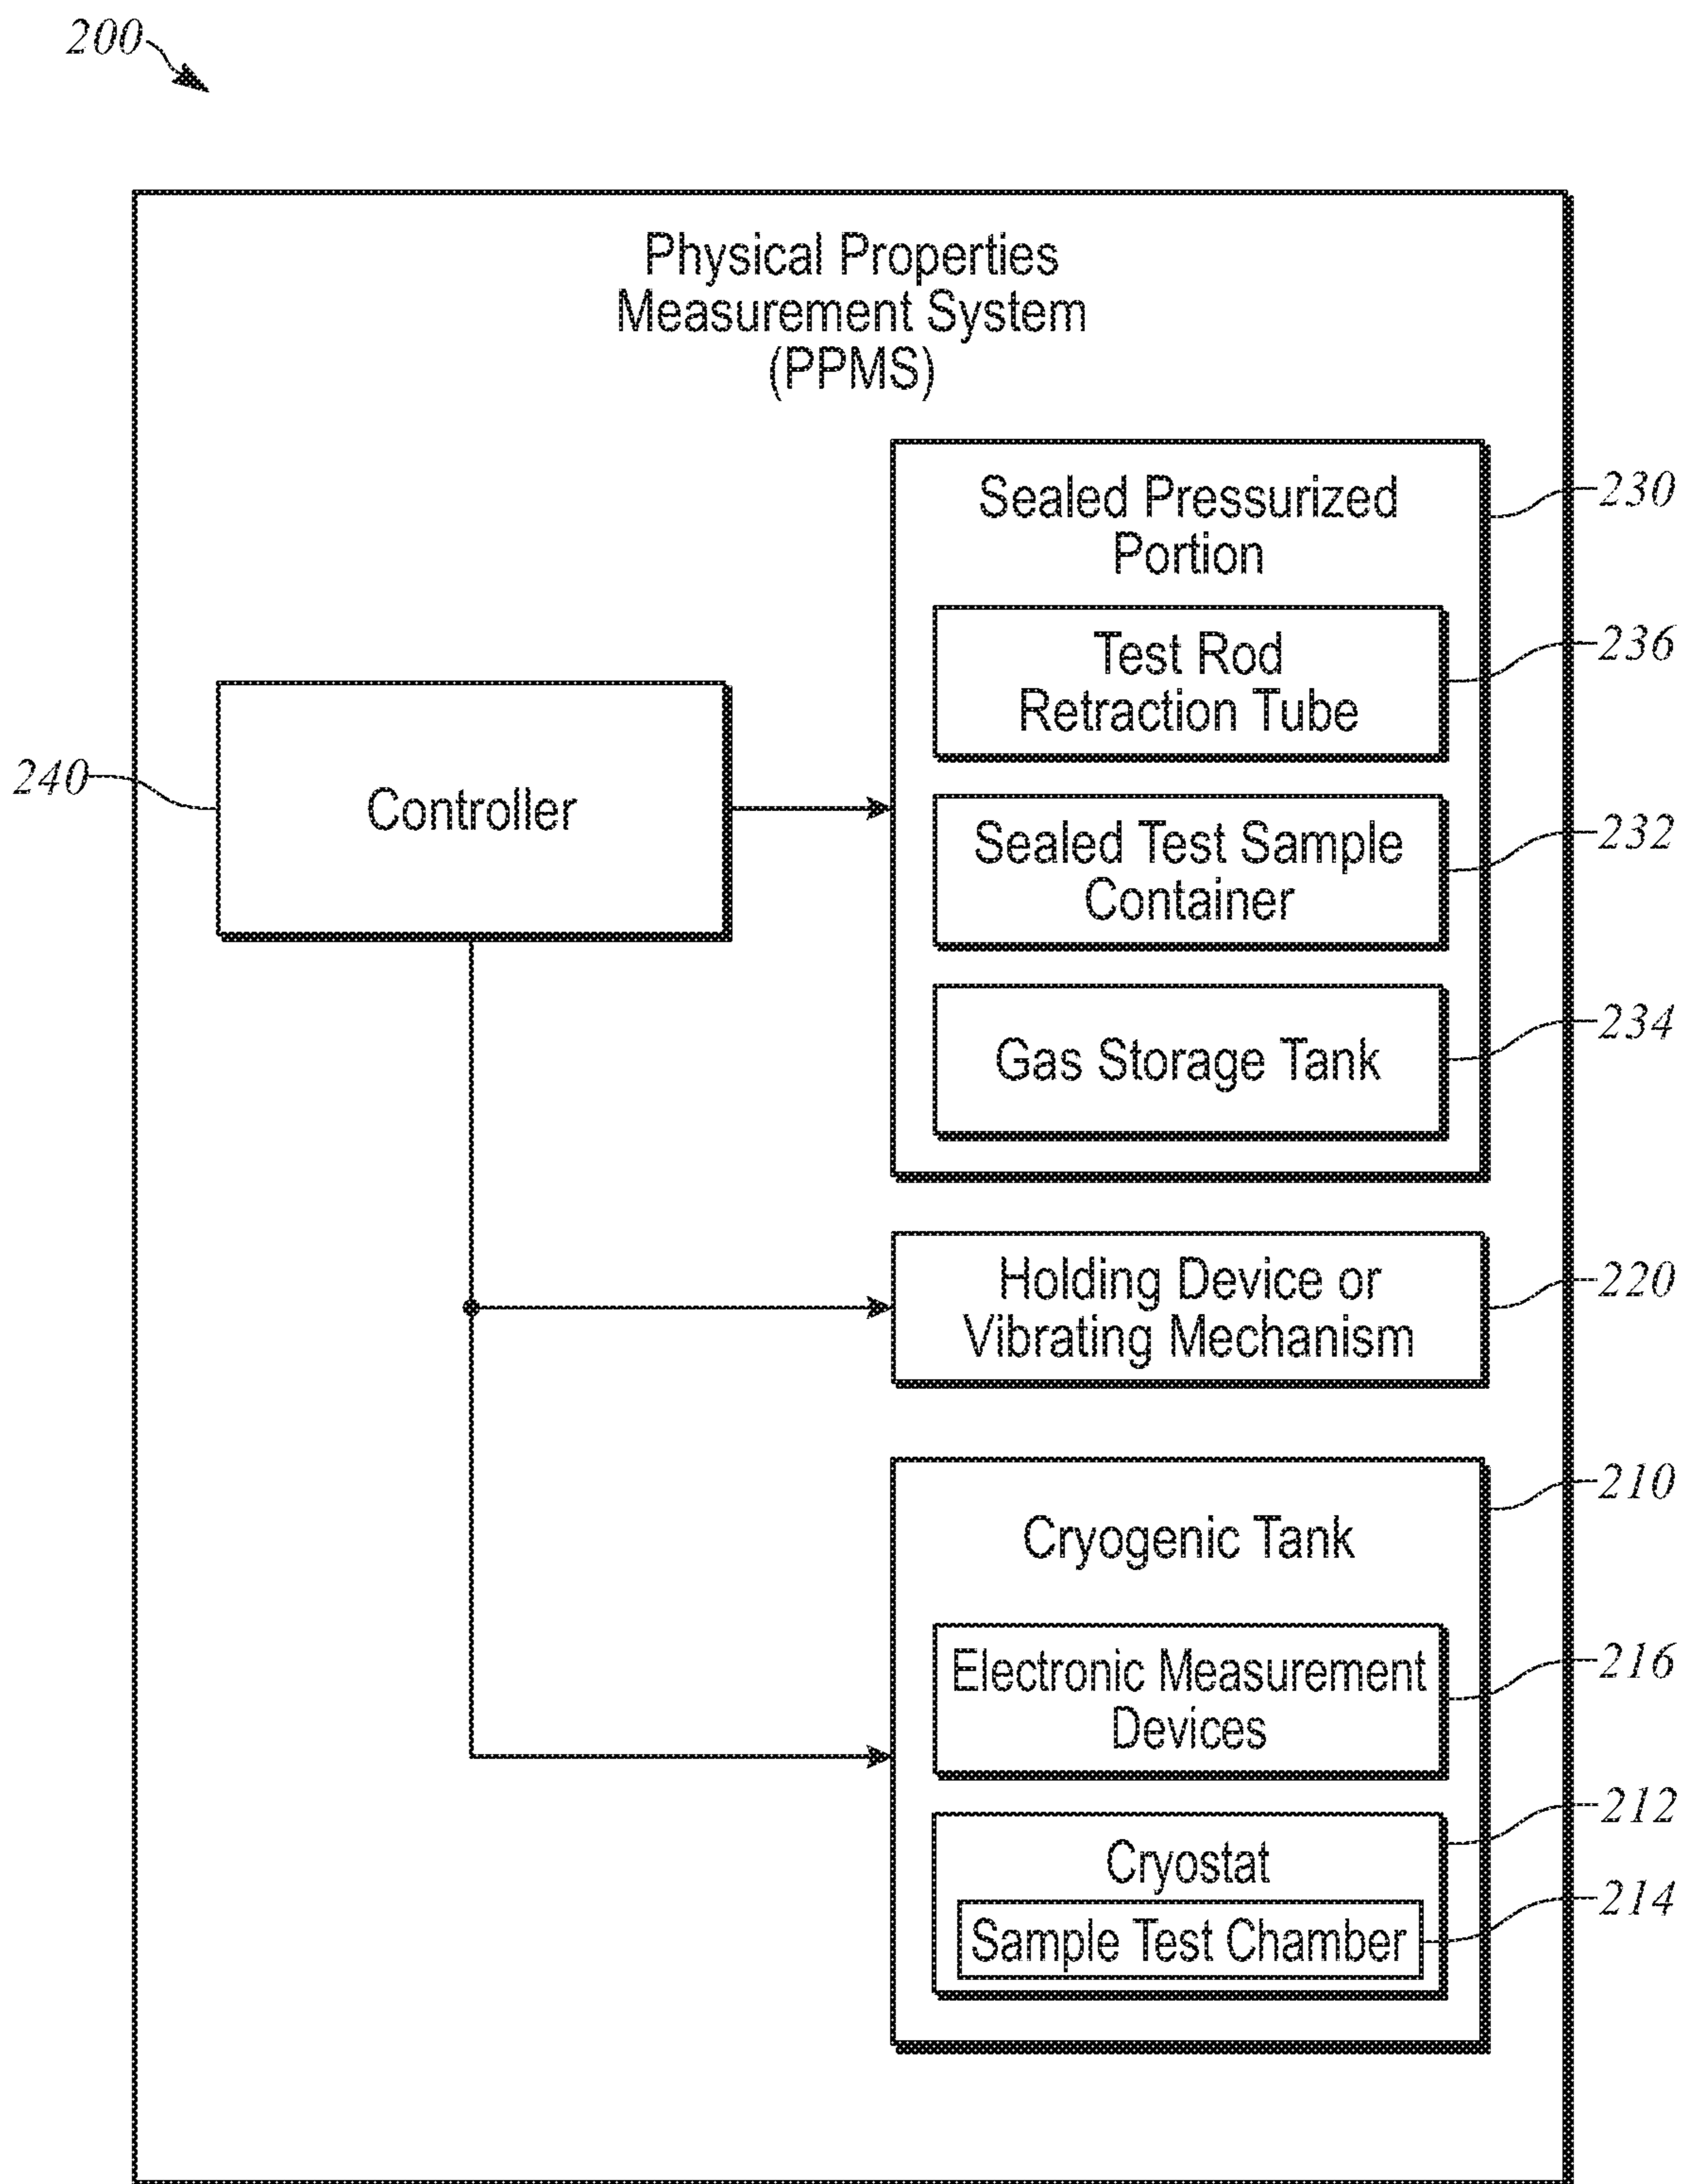 200
Physical Properties
Measurement System
(PPMS)
Sealed Pressurized
Portion
230
Test Rod
Retraction Tube
236
240
Controller
Sealed Test Sample
Container
232
Gas Storage Tank
234
Holding Device or
Vibrating Mechanism
220
Cryogenic Tank
210
Electronic Measurement
Devices
216
Cryostat
212
Sample Test Chamber
214